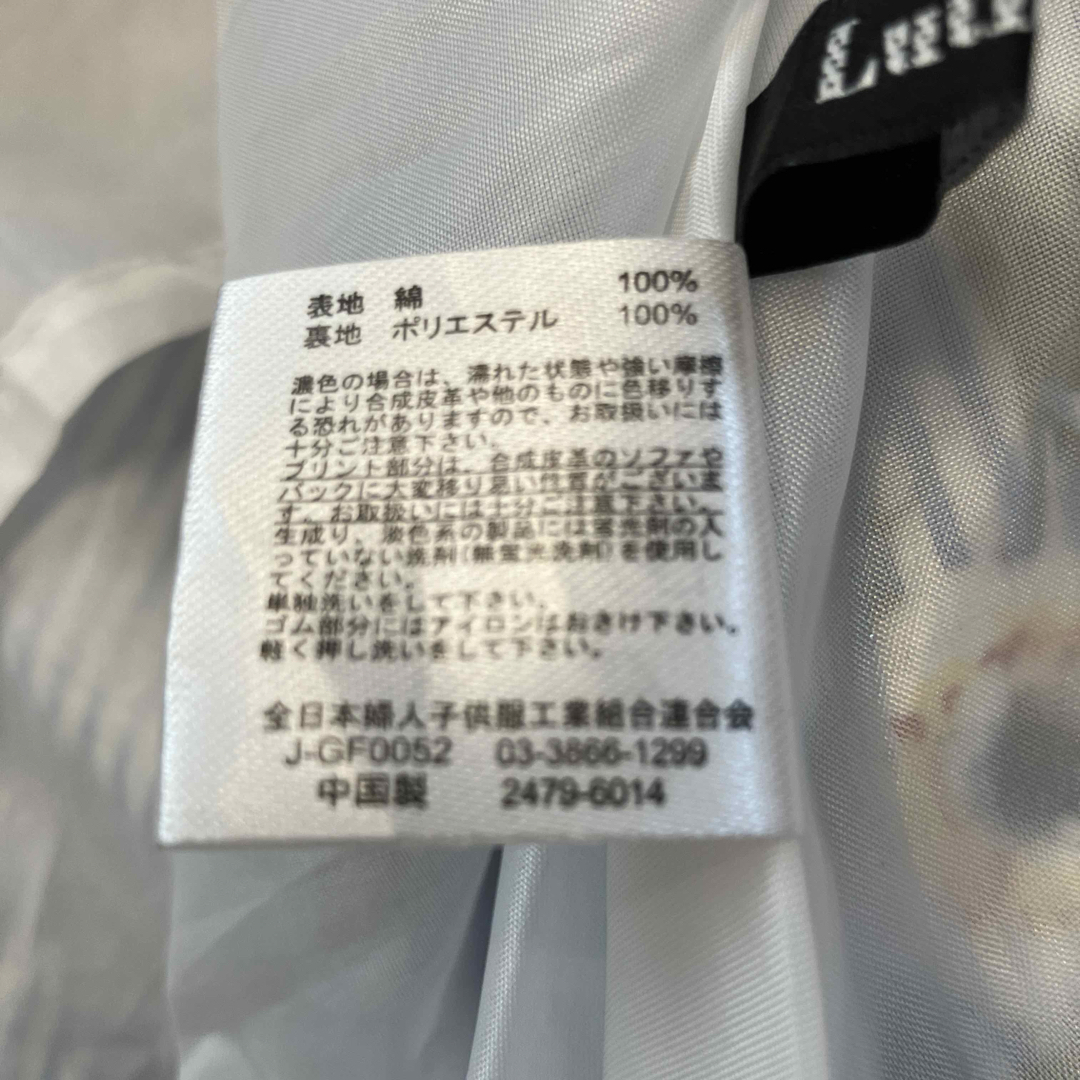 表地 綿 100%
裏地 ポリエステル 100%
濃色の場合は、濡れた状態や強い摩擦
により合成皮革や他のものに色移りす
る恐れがありますので、お取扱いには
十分ご注意下さい。
プリント部分は、合成皮革のソファや
バックに大変移り易い性質がございま
す。お取扱いには十分ご注意下さい。
生成り、淡色系の製品には蛍光剤の入
っていない洗剤(無蛍光洗剤)を使用し
てください。
単独洗いをして下さい。
ゴム部分にはアイロンはおさけ下さい。
軽く押し洗いをして下さい。
全日本婦人子供服工業組合連合会
J-GF0052 03-3866-1299
中国製 2479-6014